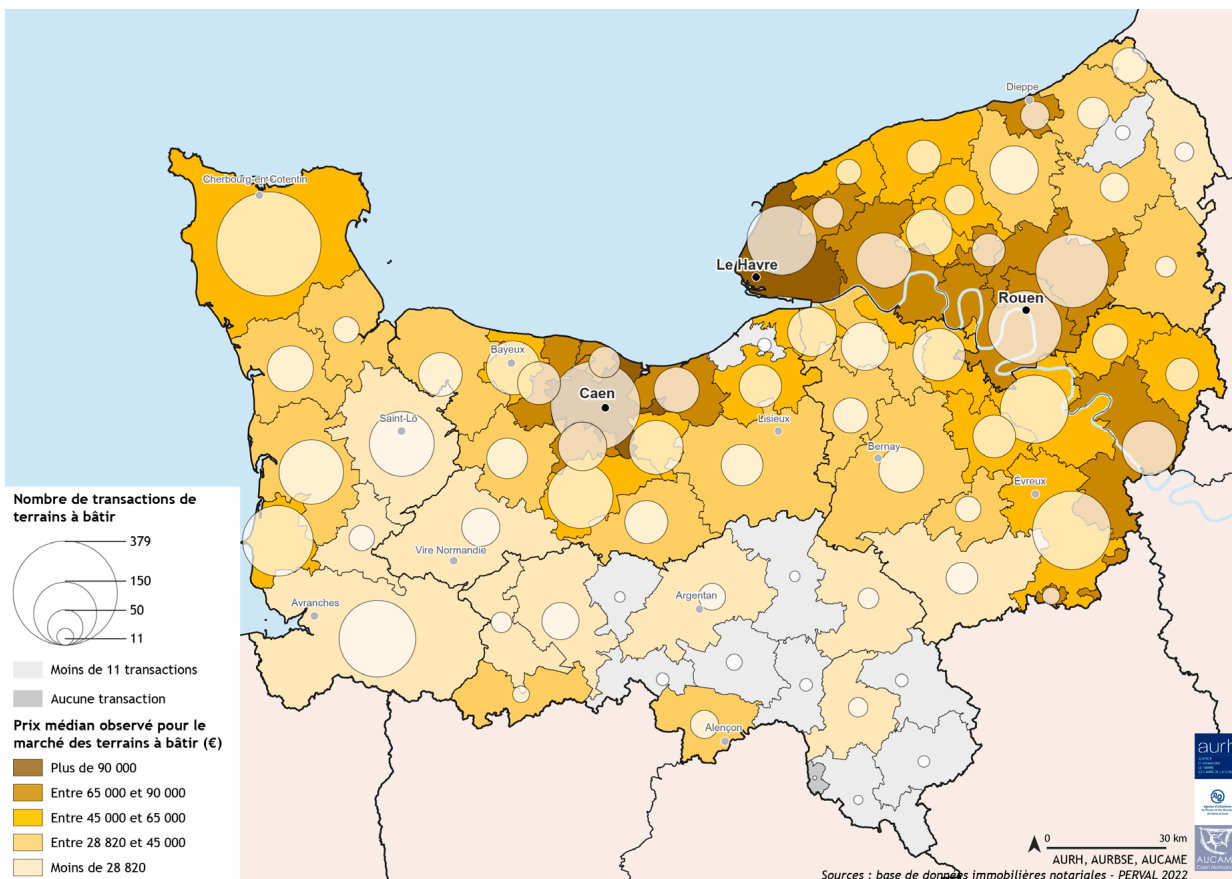 Dieppe
Cherbourg-en-Cotentin
Le Havre
Rouen
Bayeux
Caen
Lisieux
Saint-Lô
Bernay
Évreux
Vire Normandie
Avranches
Argentan
Alençon
Nombre de transactions de
terrains à bâtir
379
150
50
11
Moins de 11 transactions
Aucune transaction
Prix médian observé pour le
marché des terrains à bâtir (€)
Plus de 90 000
Entre 65 000 et 90 000
Entre 45 000 et 65 000
Entre 28 820 et 45 000
Moins de 28 820
aurh
AUCAME
Caen Normandie
0 30 km
AURH, AURBSE, AUCAME
Sources : base de données immobilières notariales - PERVAL 2022